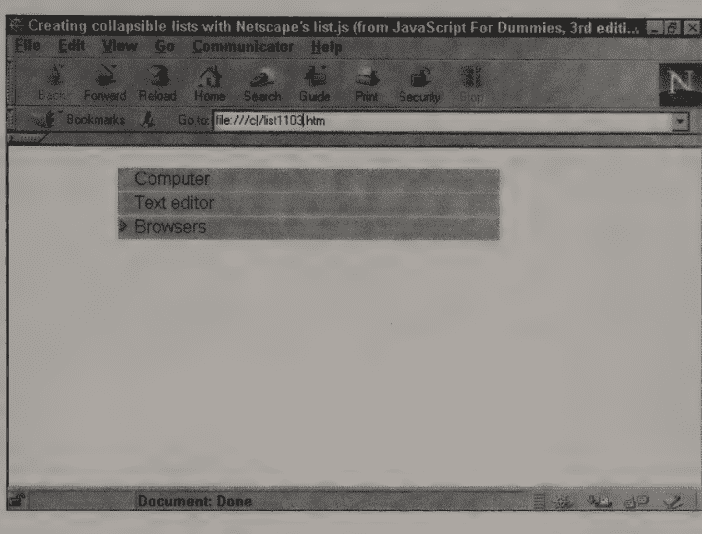 Creating collapsible lists with Netscape's list.js (from JavaScript For Dummies, 3rd editi...
File Edit View Go Communicator Help
Back Forward Reload Home Search Guide Print Security Stop
N
Bookmarks Go to: file:///c|/list1103.htm
Computer
Text editor
Browsers
Document: Done